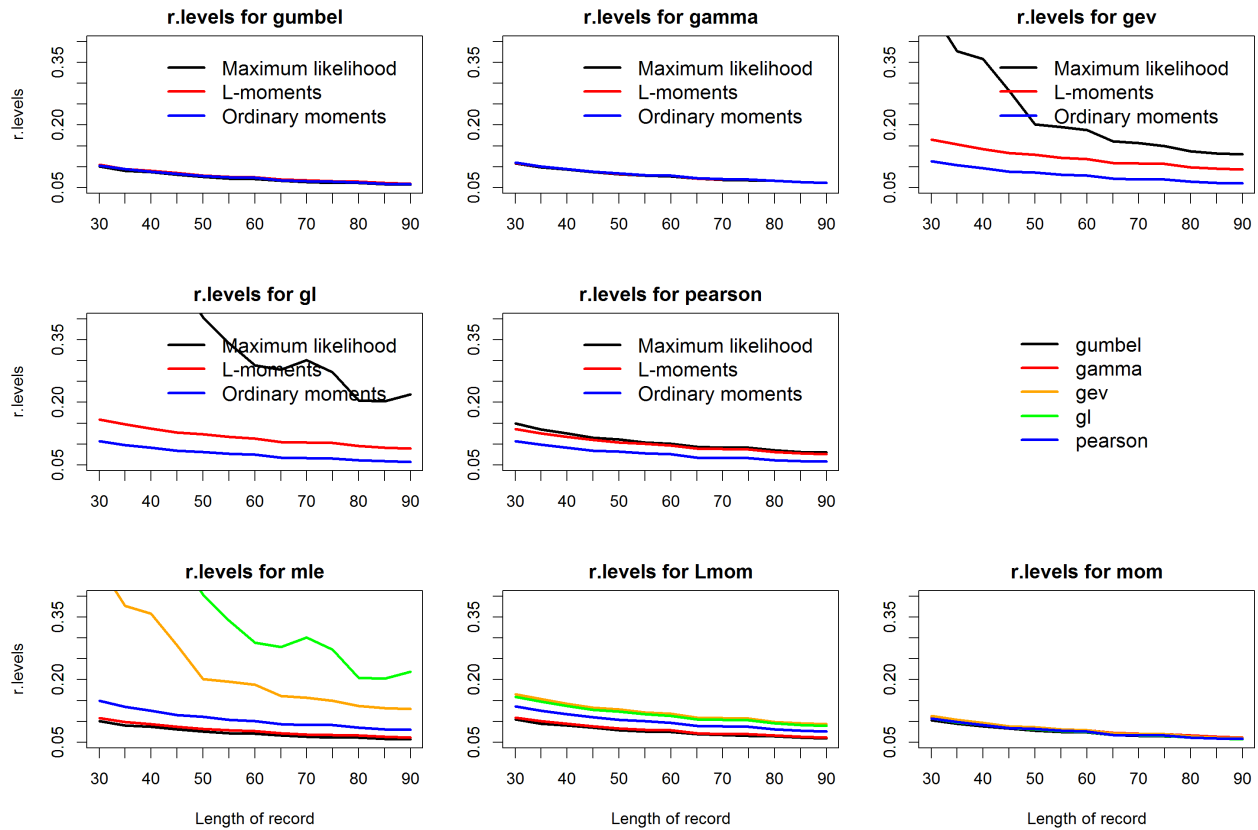 r.levels for gumbel
r.levels for gamma
r.levels for gev
r.levels
0.05 0.20 0.35
Maximum likelihood
L-moments
Ordinary moments
30 40 50 60 70 80 90
0.05 0.20 0.35
Maximum likelihood
L-moments
Ordinary moments
30 40 50 60 70 80 90
0.05 0.20 0.35
Maximum likelihood
L-moments
Ordinary moments
30 40 50 60 70 80 90
r.levels for gl
r.levels for pearson
r.levels
0.05 0.20 0.35
Maximum likelihood
L-moments
Ordinary moments
30 40 50 60 70 80 90
0.05 0.20 0.35
Maximum likelihood
L-moments
Ordinary moments
30 40 50 60 70 80 90
gumbel
gamma
gev
gl
pearson
r.levels for mle
r.levels for Lmom
r.levels for mom
r.levels
0.05 0.20 0.35
30 40 50 60 70 80 90
Length of record
0.05 0.20 0.35
30 40 50 60 70 80 90
Length of record
0.05 0.20 0.35
30 40 50 60 70 80 90
Length of record